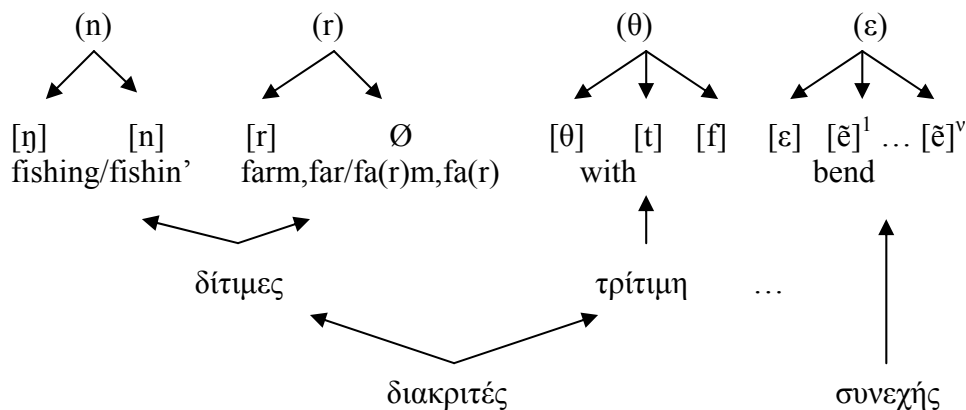 (n) (r) (θ) (ε)
[ŋ] [n] [r] Ø [θ] [t] [f] [ε] [ẽ]¹ … [ẽ]ᵛ
fishing/fishin’ farm,far/fa(r)m,fa(r) with bend
δίτιμες τρίτιμη …
διακριτές συνεχής